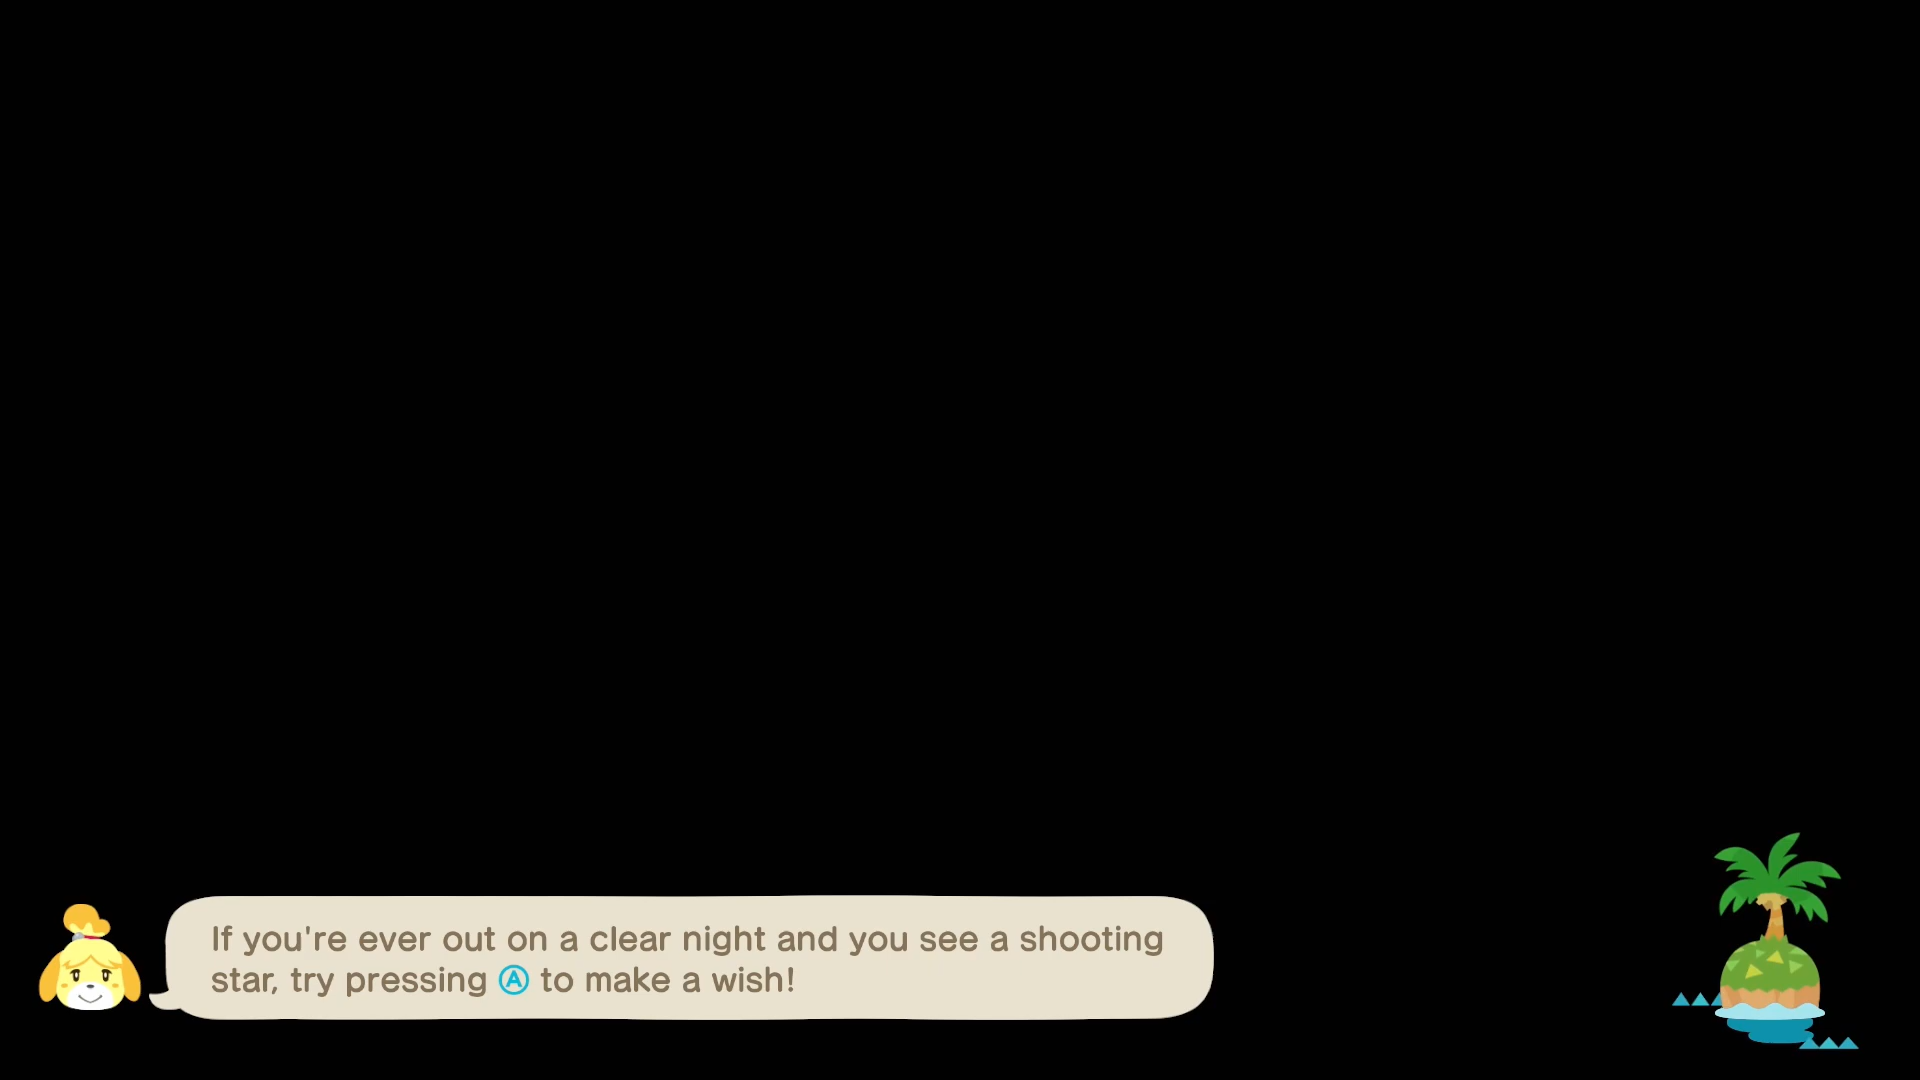 If you're ever out on a clear night and you see a shooting
star, try pressing Ⓐ to make a wish!